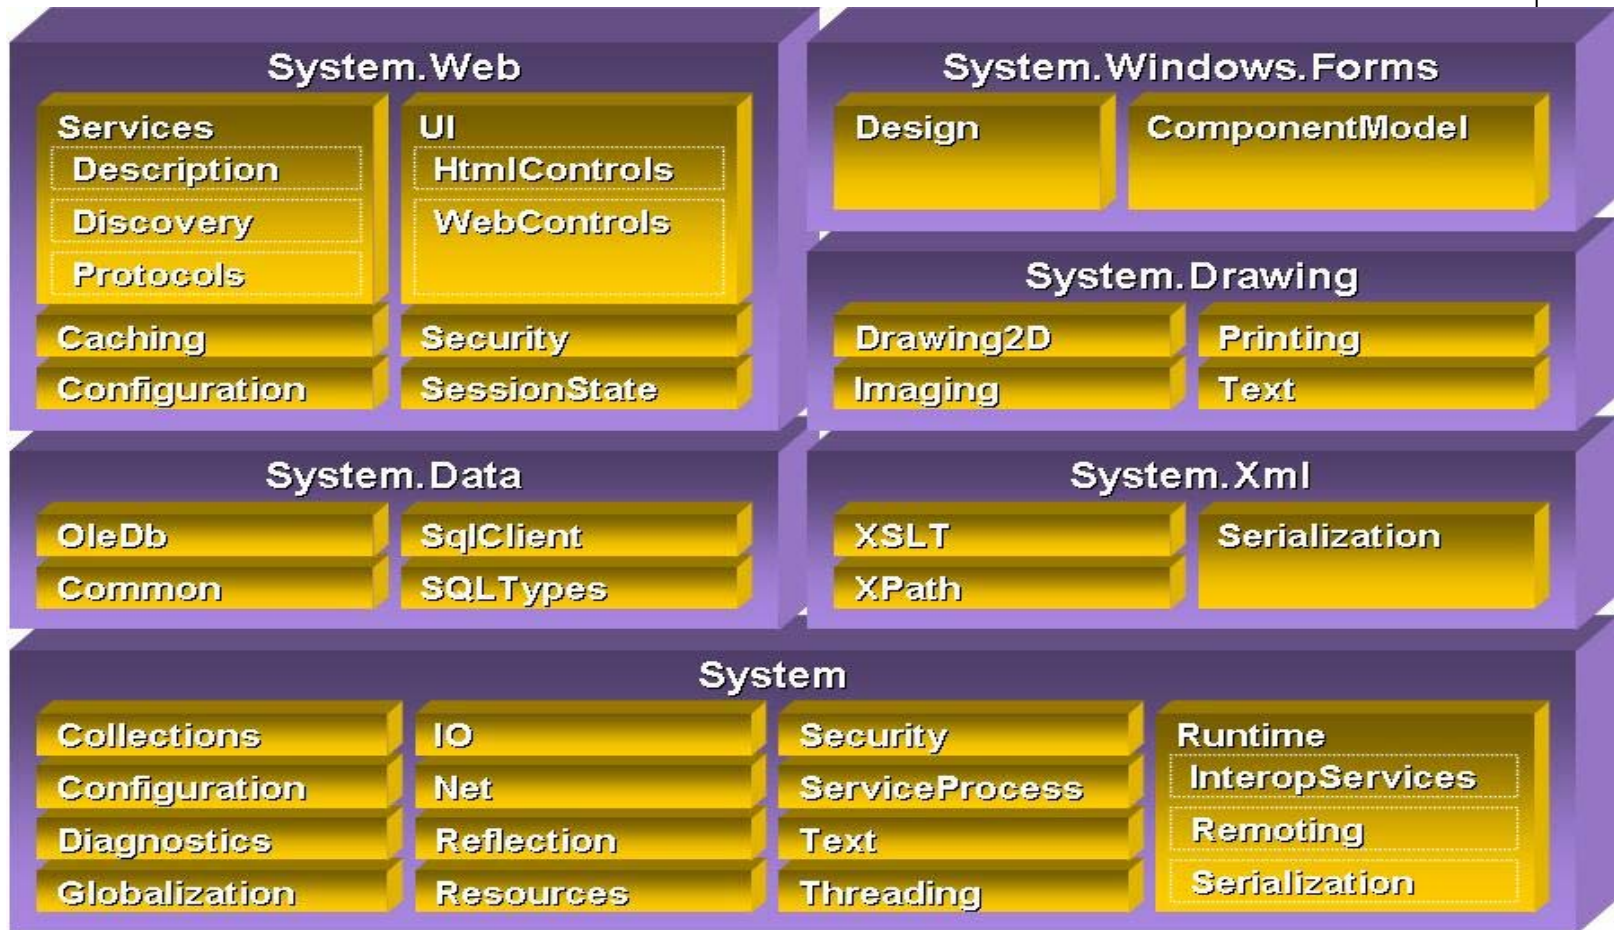 System.Web
Services
Description
Discovery
Protocols
Caching
Configuration
UI
HtmlControls
WebControls
Security
SessionState
System.Windows.Forms
Design
ComponentModel
System.Drawing
Drawing2D
Imaging
Printing
Text
System.Data
OleDb
Common
SqlClient
SQLTypes
System.Xml
XSLT
XPath
Serialization
System
Collections
Configuration
Diagnostics
Globalization
IO
Net
Reflection
Resources
Security
ServiceProcess
Text
Threading
Runtime
InteropServices
Remoting
Serialization